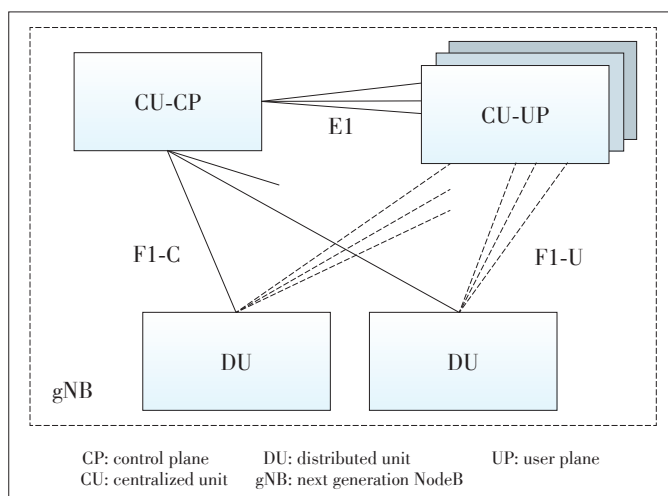 CU-CP
CU-UP
E1
F1-C
F1-U
DU
DU
gNB
CP: control plane DU: distributed unit UP: user plane
CU: centralized unit gNB: next generation NodeB